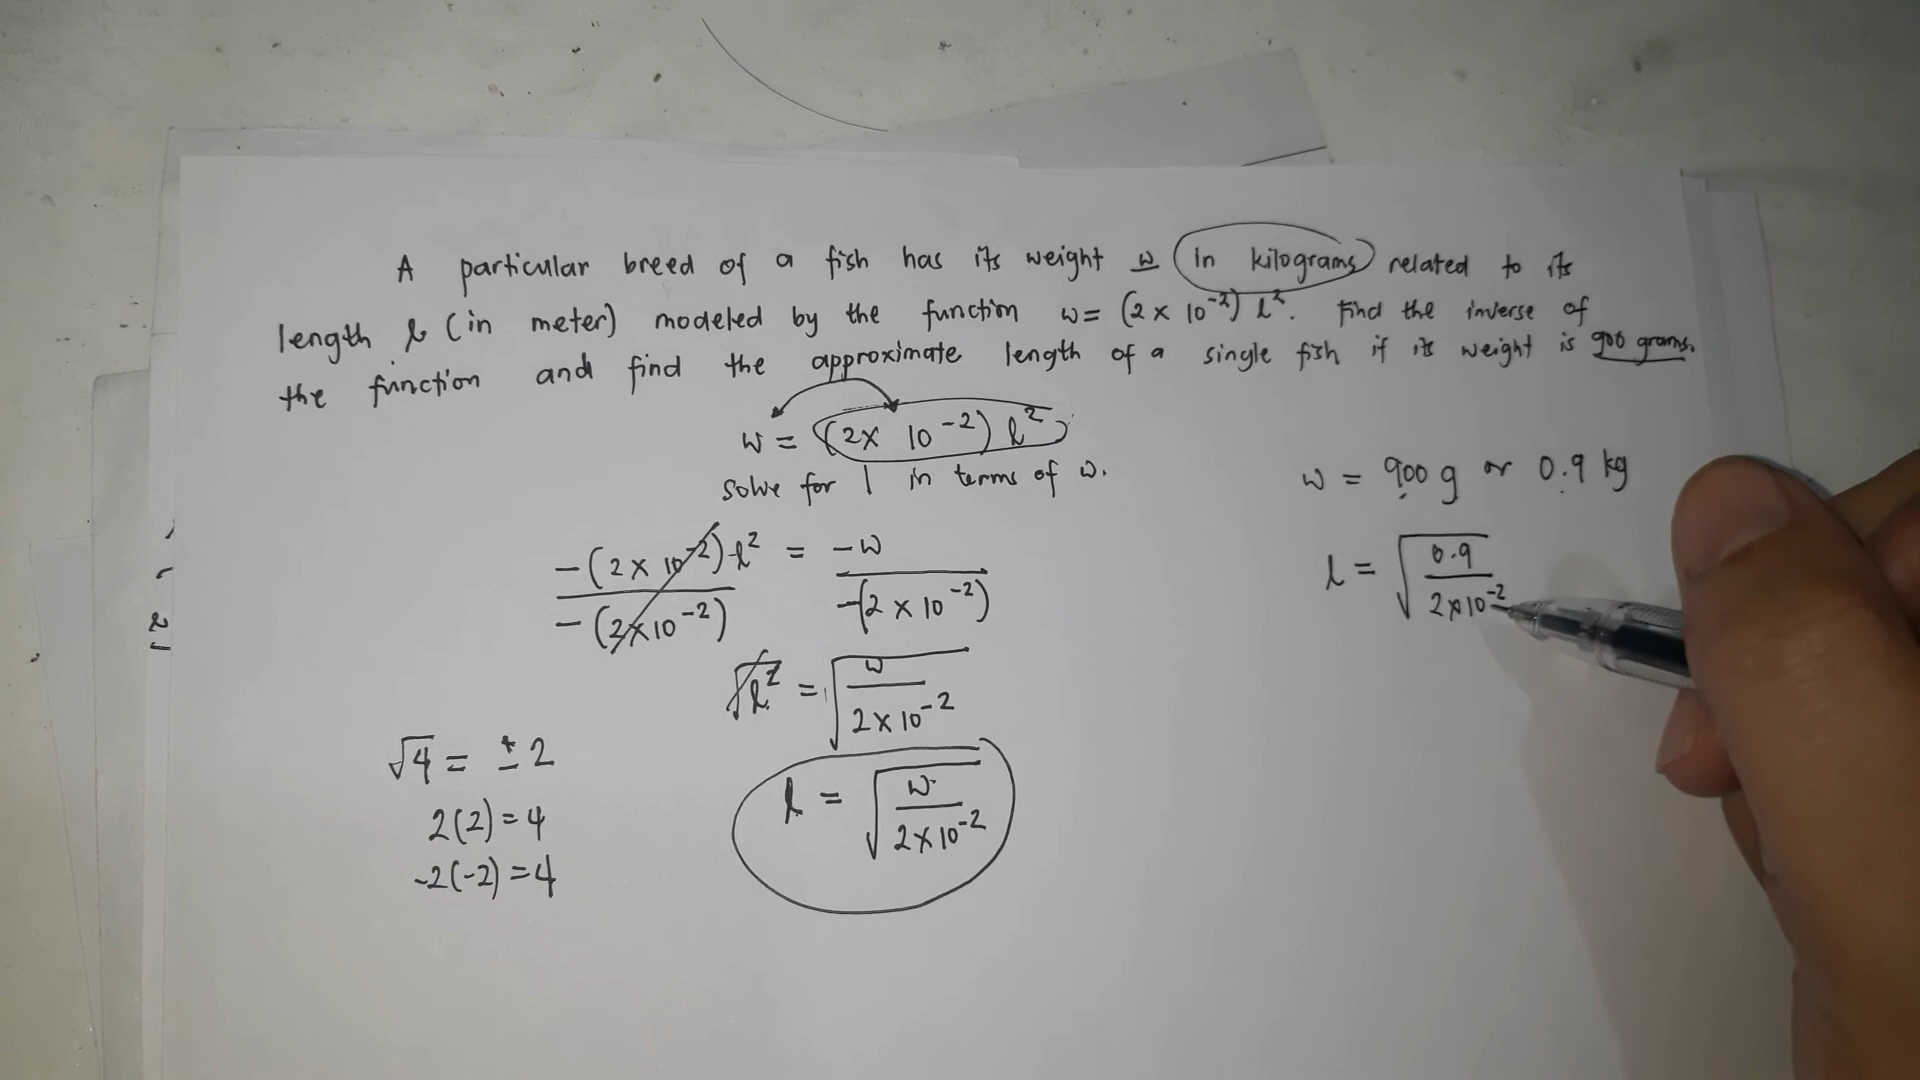 A particular breed of a fish has its weight w (in kilograms) related to its
length l (in meter) modeled by the function w = (2 x 10⁻²) l². Find the inverse of
the function and find the approximate length of a single fish if its weight is 900 grams.
w = (2x 10⁻²) l²
solve for l in terms of w.
-(2 x 10⁻²) l² = -w
-(2x10⁻²) -(2 x 10⁻²)
√l² = √w
2x10⁻²
l = √w
2x10⁻²
√4 = ±2
2(2) = 4
-2(-2) = 4
w = 900 g or 0.9 kg
l = √0.9
2x10⁻²